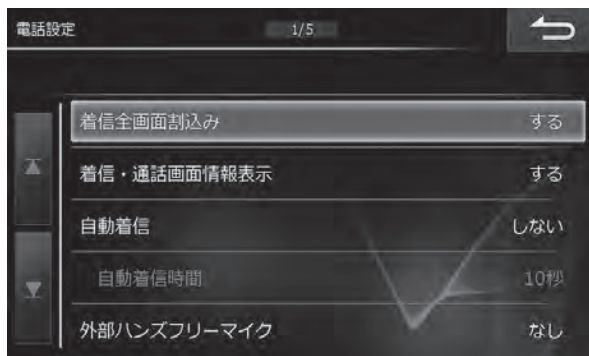 電話設定 1/5
着信全画面割込み する
着信・通話画面情報表示 する
自動着信 しない
自動着信時間 10秒
外部ハンズフリーマイク なし